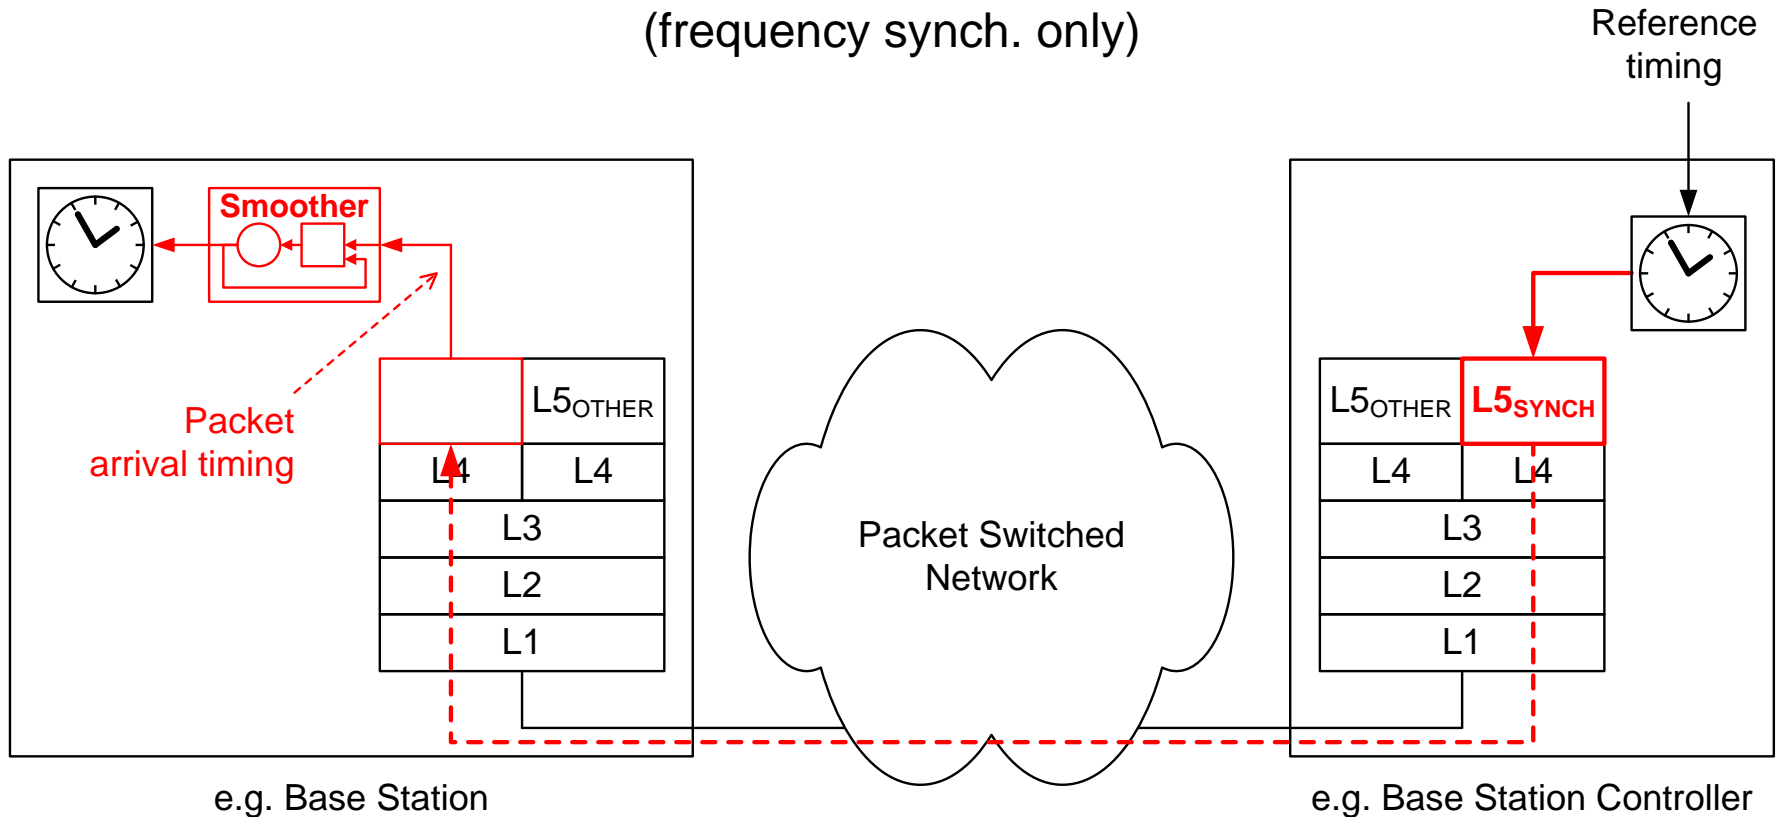 (frequency synch. only)
Reference
timing
Smoother
Packet
arrival timing
L5OTHER
L4 L4
L3
L2
L1
Packet Switched
Network
L5OTHER L5SYNCH
L4 L4
L3
L2
L1
e.g. Base Station
e.g. Base Station Controller